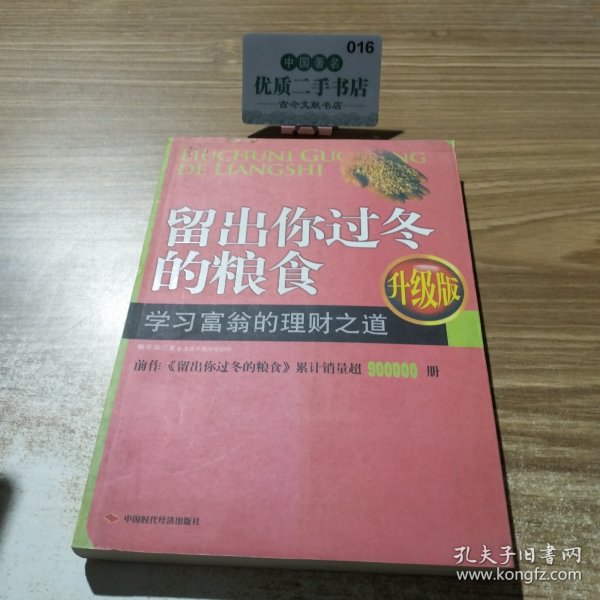 016
中国著名
优质二手书店
古今文献书店
LIUCHUNI GUODONG
DE LIANGSHI
留出你过冬
的粮食
升级版
学习富翁的理财之道
前作《留出你过冬的粮食》累计销量超 900000 册
中国时代经济出版社
孔夫子旧书网
www.kongfz.com